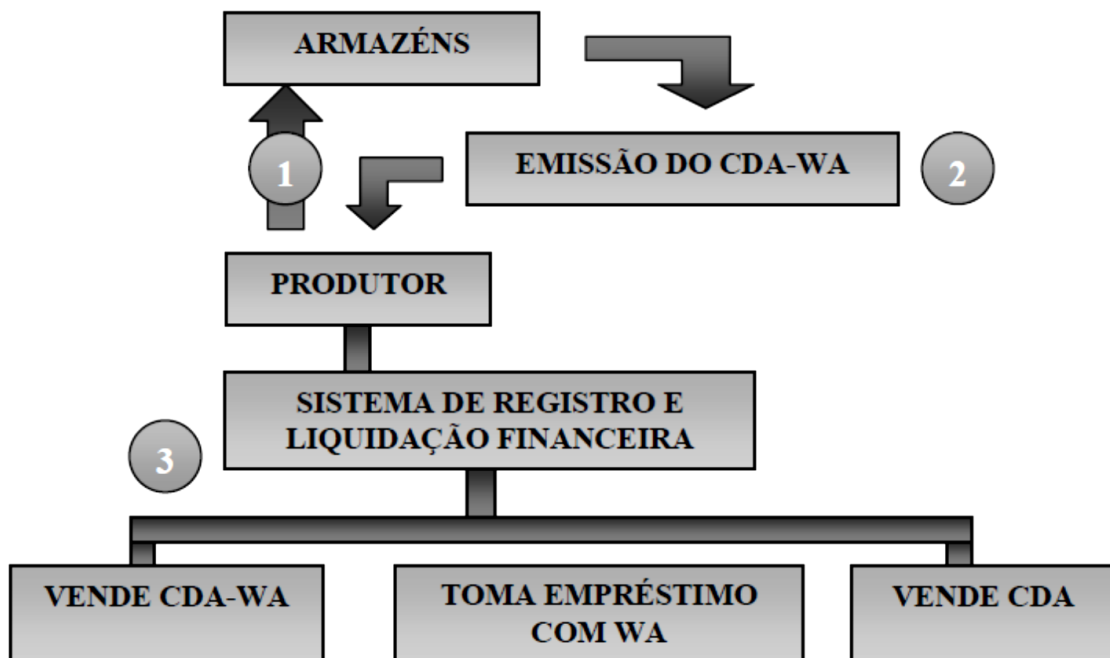 ARMAZÉNS
1
EMISSÃO DO CDA-WA
2
PRODUTOR
SISTEMA DE REGISTRO E
LIQUIDAÇÃO FINANCEIRA
3
VENDE CDA-WA
TOMA EMPRÉSTIMO
COM WA
VENDE CDA